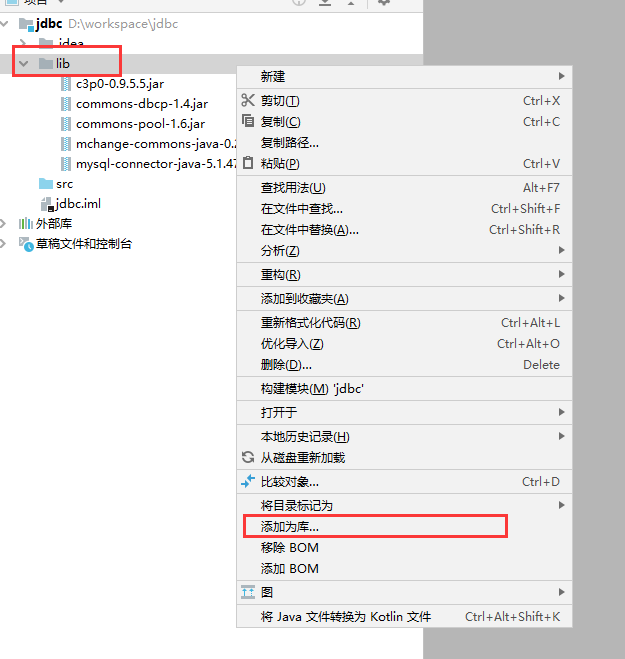 项目
jdbc D:\workspace\jdbc
.idea
lib
c3p0-0.9.5.5.jar
commons-dbcp-1.4.jar
commons-pool-1.6.jar
mchange-commons-java-0.2
mysql-connector-java-5.1.47
src
jdbc.iml
外部库
草稿文件和控制台
新建
剪切(T) Ctrl+X
复制(C) Ctrl+C
复制路径...
粘贴(P) Ctrl+V
查找用法(U) Alt+F7
在文件中查找... Ctrl+Shift+F
在文件中替换(A)... Ctrl+Shift+R
分析(Z)
重构(R)
添加到收藏夹(A)
重新格式化代码(R) Ctrl+Alt+L
优化导入(Z) Ctrl+Alt+O
删除(D)... Delete
构建模块(M) 'jdbc'
打开于
本地历史记录(H)
从磁盘重新加载
比较对象... Ctrl+D
将目录标记为
添加为库...
移除 BOM
添加 BOM
图
将 Java 文件转换为 Kotlin 文件 Ctrl+Alt+Shift+K